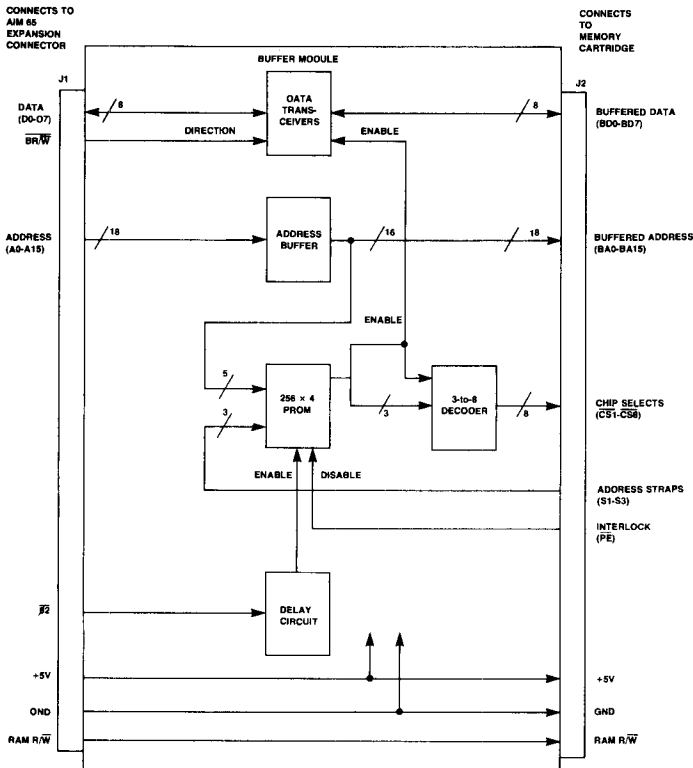 CONNECTS TO
AIM 65
EXPANSION
CONNECTOR
CONNECTS
TO
MEMORY
CARTRIDGE
BUFFER MODULE
J1
J2
DATA
(D0-O7)
8
OATA
TRANS-
CEIVERS
8
BUFFERED DATA
(BD0-BD7)
BR/W̅
DIRECTION
ENABLE
ADDRESS
(A0-A15)
18
ADDRESS
BUFFER
16
18
BUFFERED ADDRESS
(BA0-BA15)
ENABLE
5
3
256 × 4
PROM
3
3-to-8
DECOOER
8
CHIP SELECTS
(CS1-CS8)
ENABLE
DISABLE
AODRESS STRAPS
(S1-S3)
INTERLOCK
(PE)
ø2
DELAY
CIRCUIT
+5V
+5V
OND
GND
RAM R/W̅
RAM R/W̅